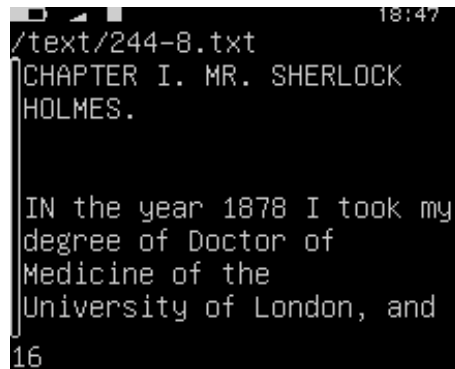 18:47
/text/244-8.txt
CHAPTER I. MR. SHERLOCK
HOLMES.
IN the year 1878 I took my
degree of Doctor of
Medicine of the
University of London, and
16